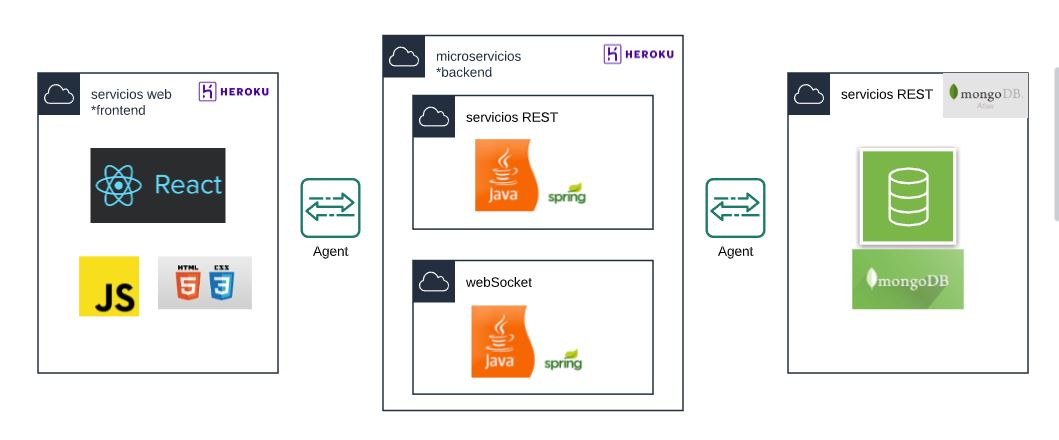 servicios web
*frontend
HEROKU
React
JS
HTML
5
CSS
3
Agent
microservicios
*backend
HEROKU
servicios REST
Java
spring
webSocket
Java
spring
Agent
servicios REST
mongoDB.
Atlas
mongoDB